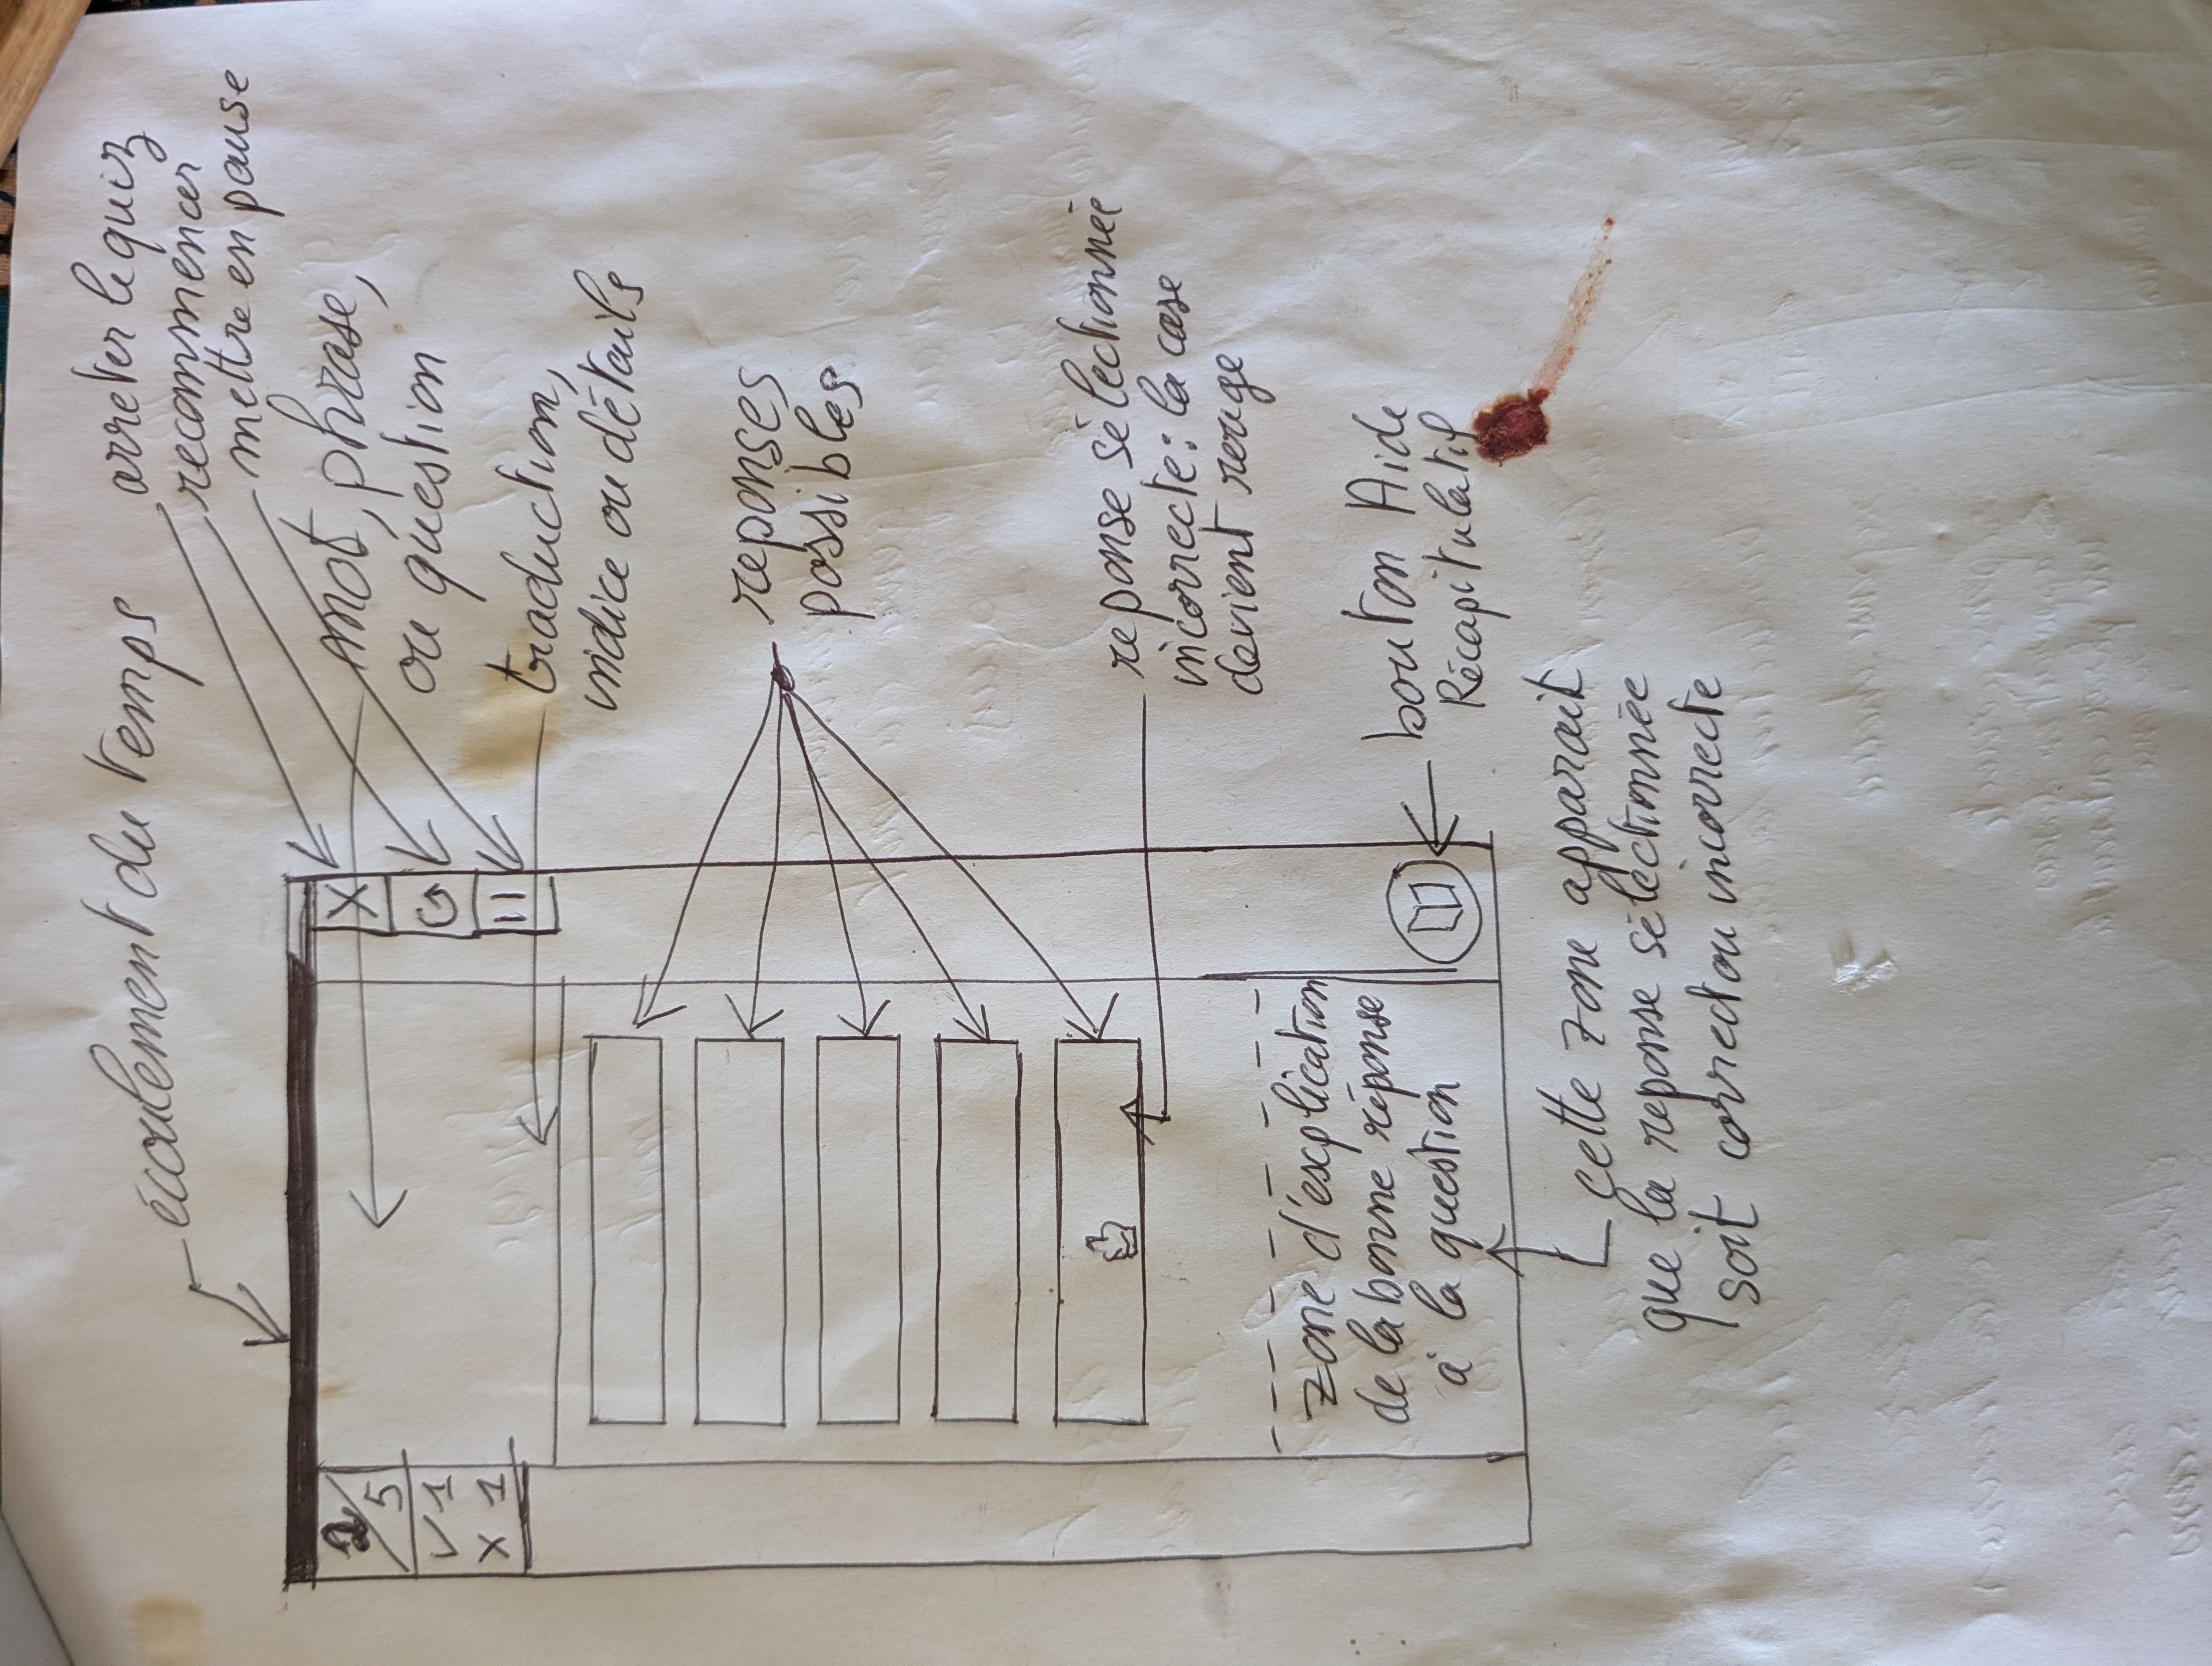 écoulement du temps
arreter le quiz
recommencer
mettre en pause
mot, phrase,
ou question
traduction,
indice ou détails
reponses
possibles
reponse sélectionnée
incorrecte: la case
devient rouge
bouton Aide
Récapitulatif
2/5
✓ 1
x 1
X
zone d'explication
de la bonne réponse
à la question
cette zone apparait
que la reponse sélectionnée
soit correct ou incorrecte